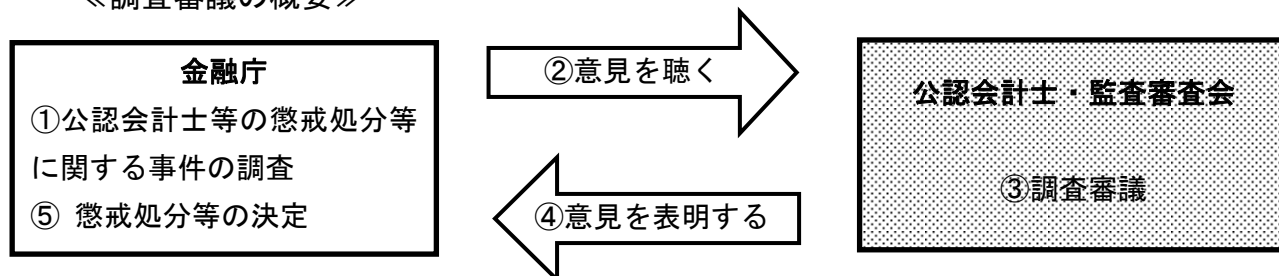 ≪調査審議の概要≫
金融庁
①公認会計士等の懲戒処分等
に関する事件の調査
⑤ 懲戒処分等の決定
②意見を聴く
④意見を表明する
公認会計士・監査審査会
③調査審議